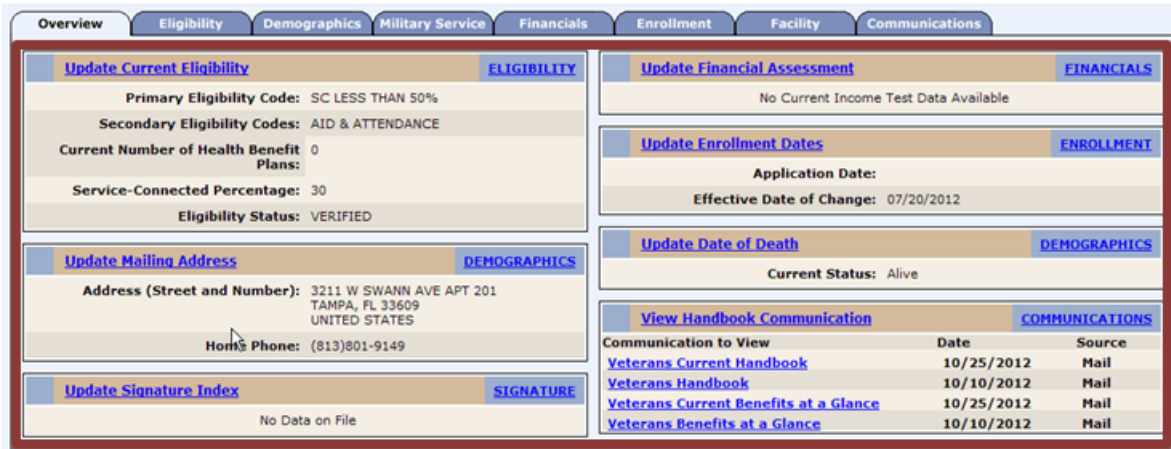 Overview Eligibility Demographics Military Service Financials Enrollment Facility Communications
Update Current Eligibility ELIGIBILITY
Primary Eligibility Code: SC LESS THAN 50%
Secondary Eligibility Codes: AID & ATTENDANCE
Current Number of Health Benefit 0
Plans:
Service-Connected Percentage: 30
Eligibility Status: VERIFIED
Update Mailing Address DEMOGRAPHICS
Address (Street and Number): 3211 W SWANN AVE APT 201
TAMPA, FL 33609
UNITED STATES
Home Phone: (813)801-9149
Update Signature Index SIGNATURE
No Data on File
Update Financial Assessment FINANCIALS
No Current Income Test Data Available
Update Enrollment Dates ENROLLMENT
Application Date:
Effective Date of Change: 07/20/2012
Update Date of Death DEMOGRAPHICS
Current Status: Alive
View Handbook Communication COMMUNICATIONS
Communication to View Date Source
Veterans Current Handbook 10/25/2012 Mail
Veterans Handbook 10/10/2012 Mail
Veterans Current Benefits at a Glance 10/25/2012 Mail
Veterans Benefits at a Glance 10/10/2012 Mail